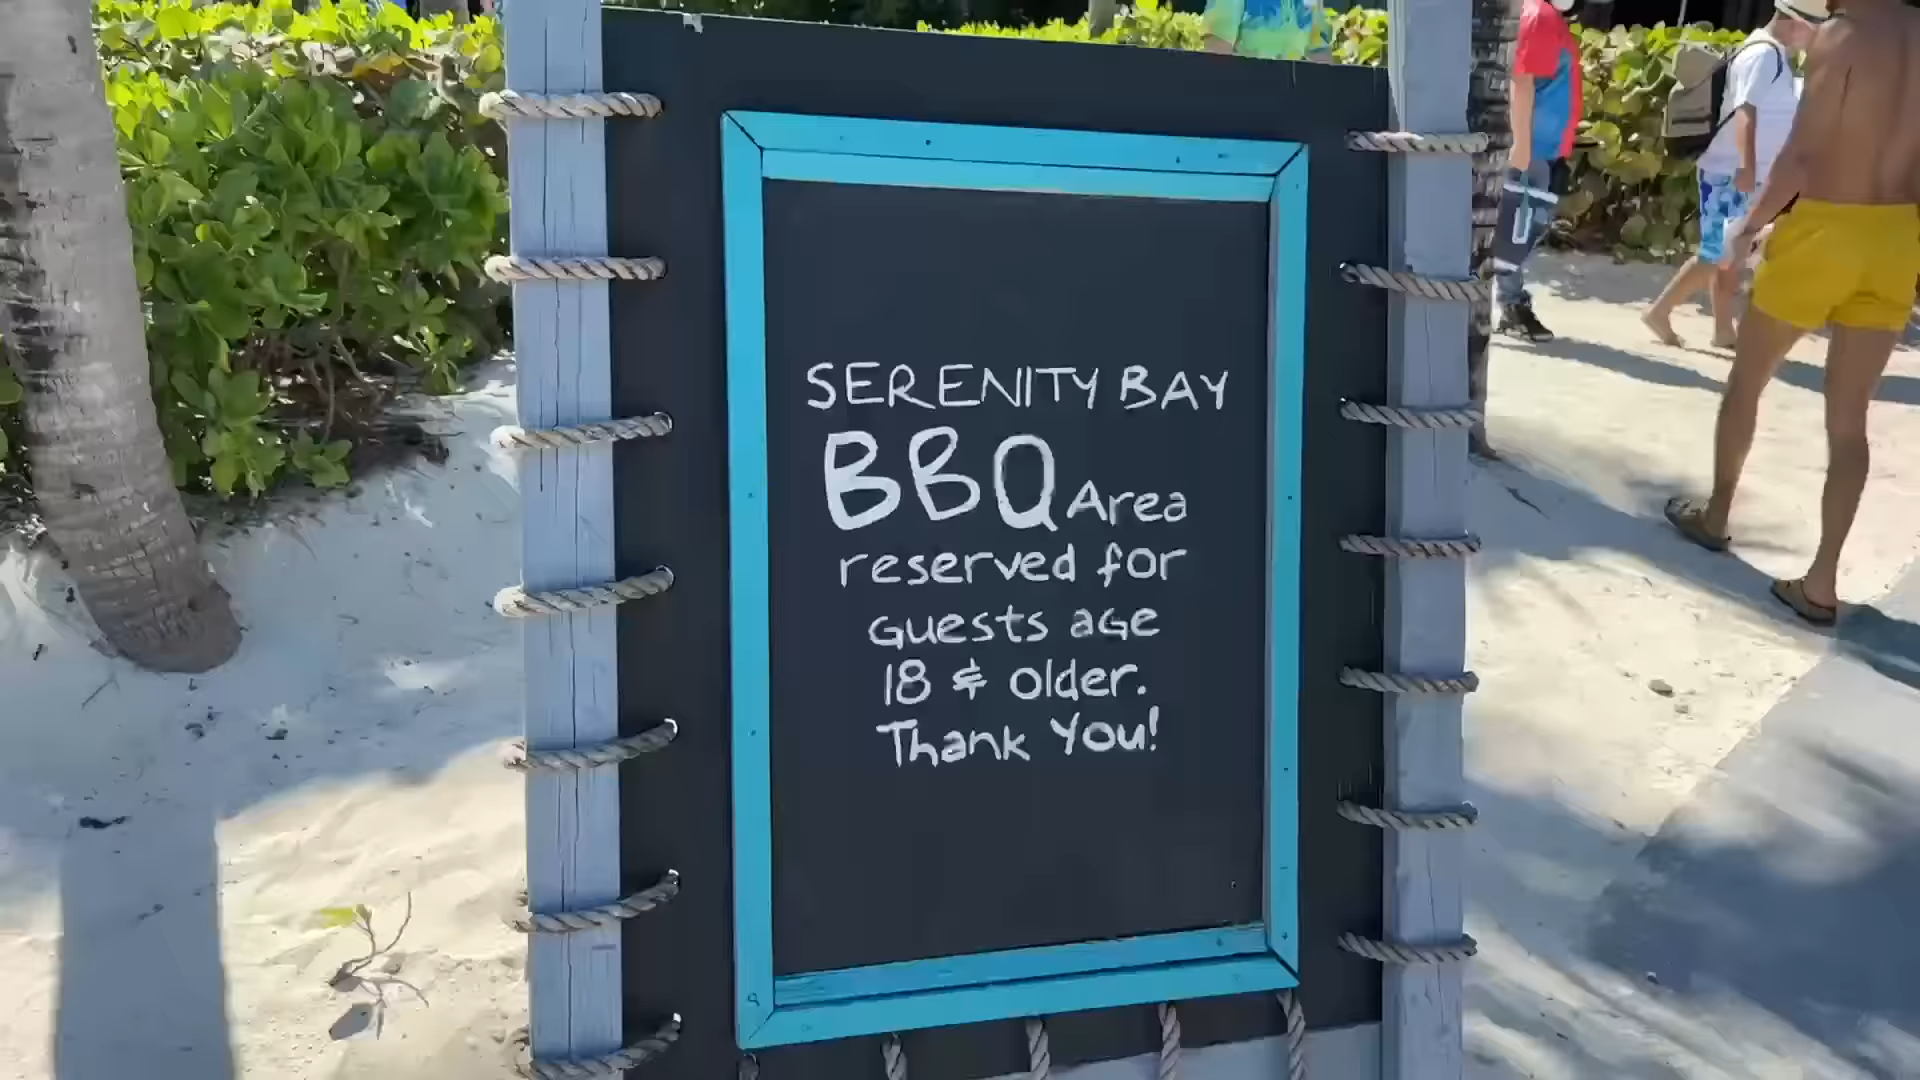 SERENITY BAY
BBQ Area
reserved for
Guests aGe
18 & older.
Thank You!